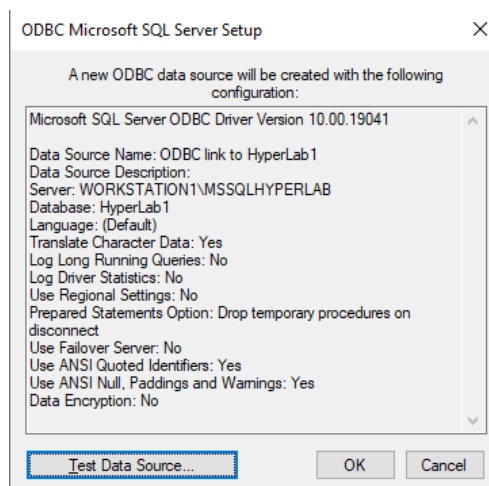 ODBC Microsoft SQL Server Setup
A new ODBC data source will be created with the following
configuration:
Microsoft SQL Server ODBC Driver Version 10.00.19041
Data Source Name: ODBC link to HyperLab1
Data Source Description:
Server: WORKSTATION1\MSSQLHYPERLAB
Database: HyperLab1
Language: (Default)
Translate Character Data: Yes
Log Long Running Queries: No
Log Driver Statistics: No
Use Regional Settings: No
Prepared Statements Option: Drop temporary procedures on
disconnect
Use Failover Server: No
Use ANSI Quoted Identifiers: Yes
Use ANSI Null, Paddings and Warnings: Yes
Data Encryption: No
Test Data Source...
OK
Cancel